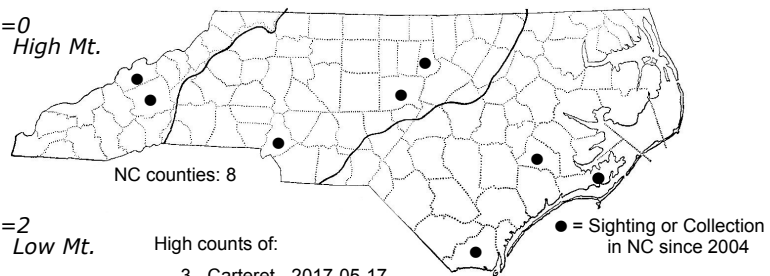 =0
High Mt.
NC counties: 8
=2
Low Mt.
High counts of:
3 - Carteret - 2017-05-17
● = Sighting or Collection
in NC since 2004